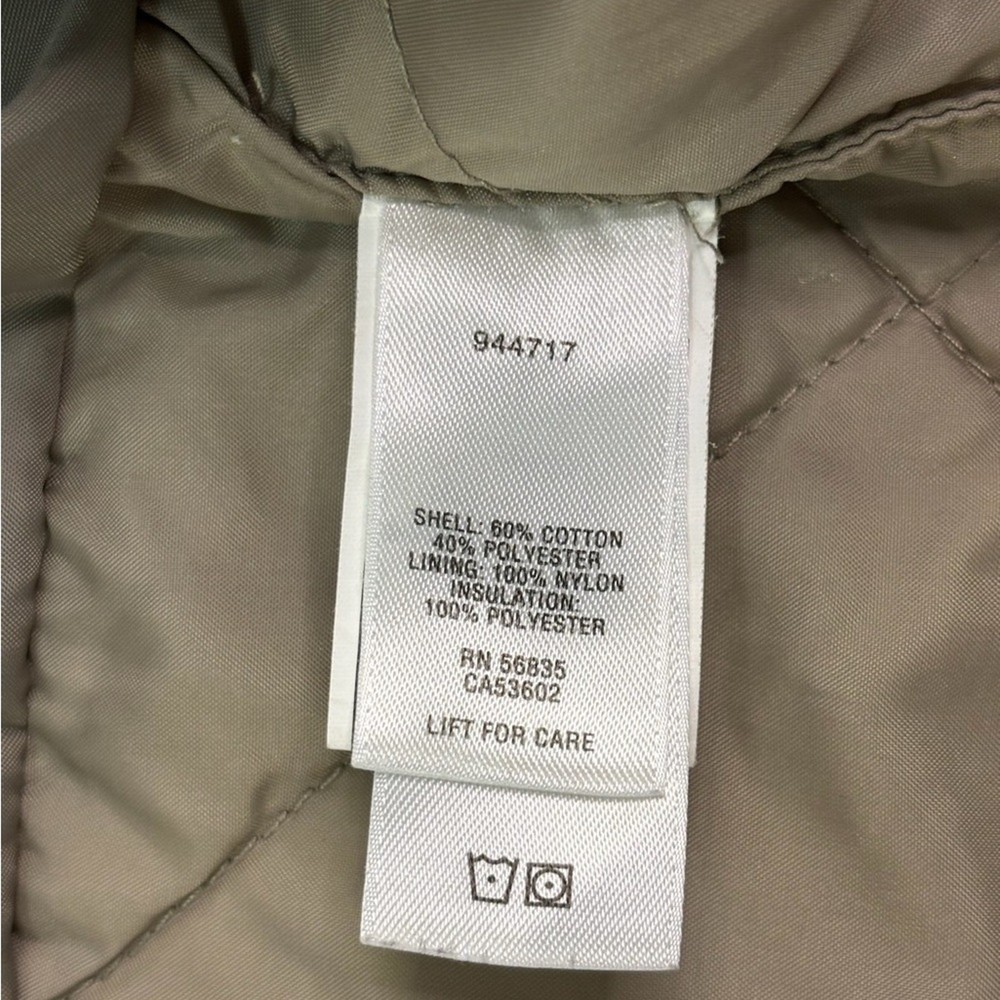 944717
SHELL: 60% COTTON
40% POLYESTER
LINING: 100% NYLON
INSULATION:
100% POLYESTER
RN 56835
CA53602
LIFT FOR CARE